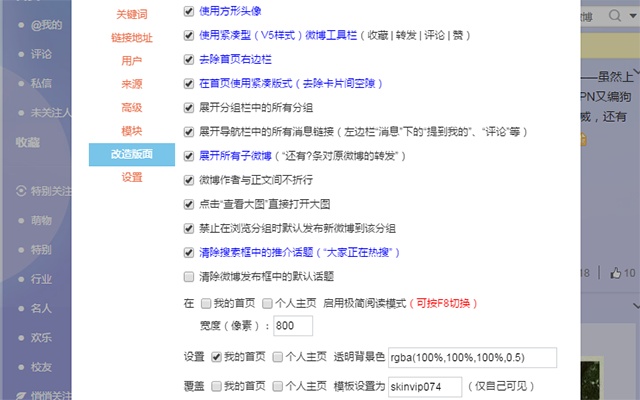 关键词
链接地址
用户
来源
高级
模块
改造版面
设置
使用方形头像
使用紧凑型（V5样式）微博工具栏（收藏 | 转发 | 评论 | 赞）
去除首页右边栏
在首页使用紧凑版式（去除卡片间空隙）
展开分组栏中的所有分组
展开导航栏中的所有消息链接（左边栏“消息”下的“提到我的”、“评论”等）
展开所有子微博（“还有?条对原微博的转发”）
微博作者与正文间不折行
点击“查看大图”直接打开大图
禁止在浏览分组时默认发布新微博到该分组
清除搜索框中的推介话题（“大家正在热搜”）
清除微博发布框中的默认话题
在 我的首页 个人主页 启用极简阅读模式（可按F8切换）
宽度（像素）： 800
设置 我的首页 个人主页 透明背景色 rgba(100%,100%,100%,0.5)
覆盖 我的首页 个人主页 模板设置为 skinvip074 （仅自己可见）
@我的
评论
私信
未关注人
收藏
特别关注
萌物
特别
行业
名人
欢乐
校友
悄悄关注
微博
——虽然上
PN又编狗
威，还有
18
10